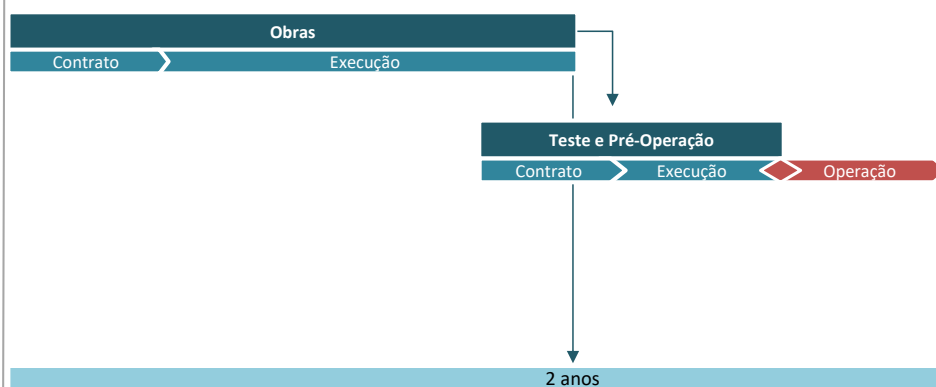 Obras
Contrato Execução
Teste e Pré-Operação
Contrato Execução Operação
2 anos